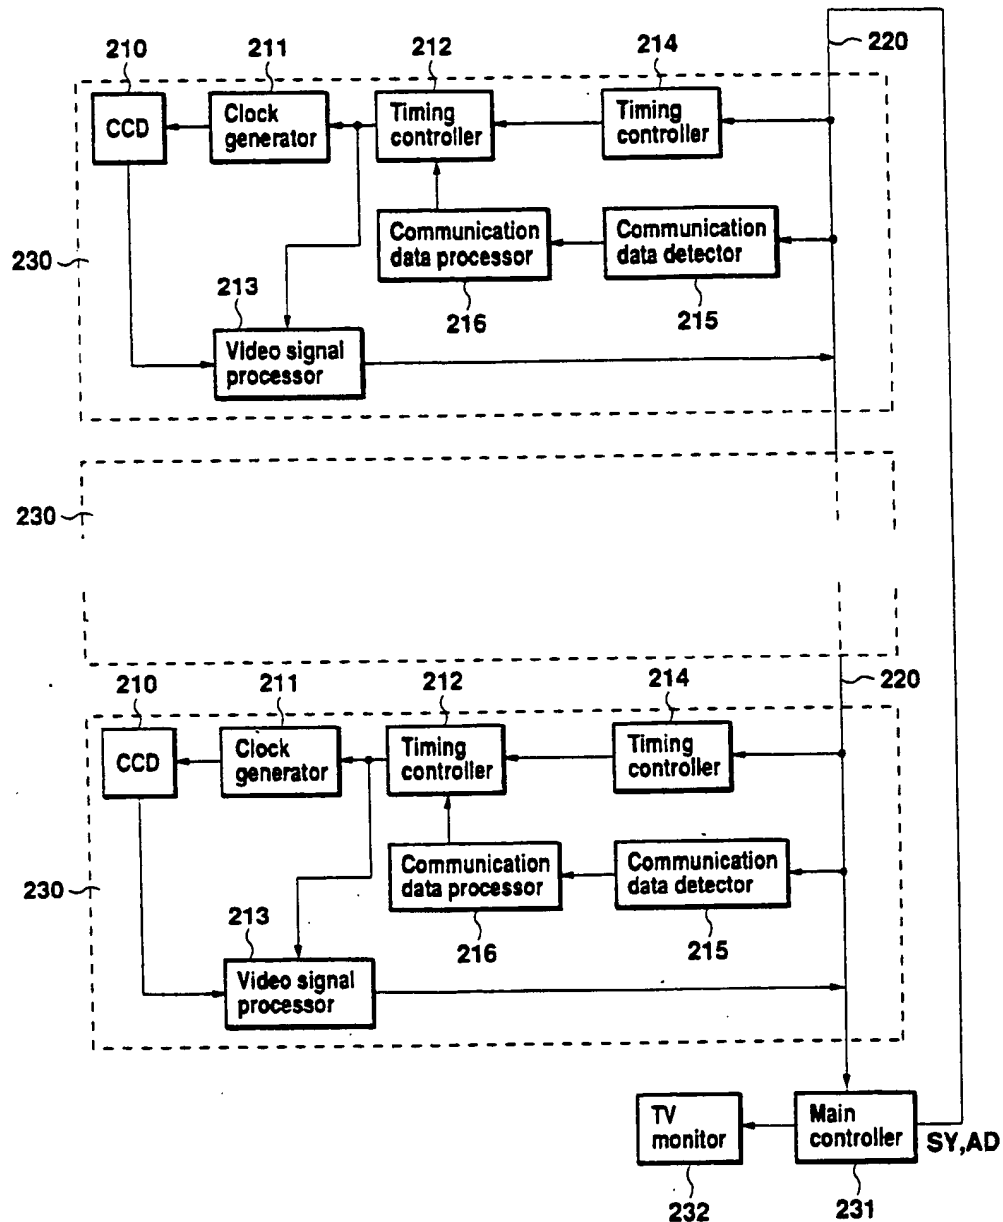 210 211 212 214 220
CCD
Clock
generator
Timing
controller
Timing
controller
Communication
data processor
Communication
data detector
230
213
216 215
Video signal
processor
230
210 211 212 214 220
CCD
Clock
generator
Timing
controller
Timing
controller
Communication
data processor
Communication
data detector
230
213
216 215
Video signal
processor
TV
monitor
Main
controller
SY,AD
232 231